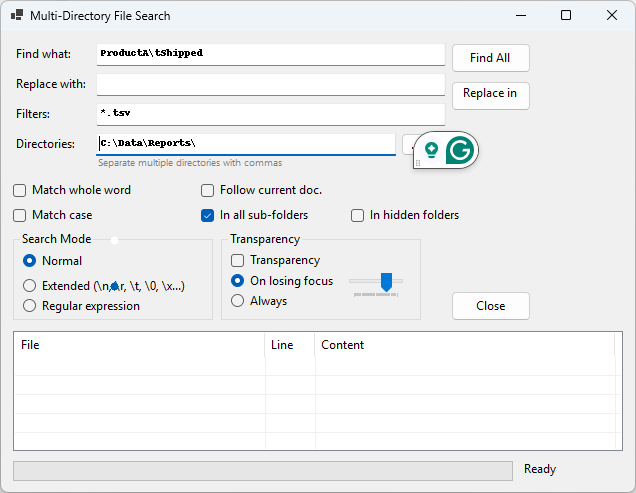 Multi-Directory File Search
Find what: ProductA\tShipped Find All
Replace with: Replace in
Filters: *.tsv
Directories: C:\Data\Reports\
Separate multiple directories with commas
Match whole word Follow current doc.
Match case In all sub-folders In hidden folders
Search Mode Transparency
Normal Transparency
Extended (\n, \r, \t, \0, \x...) On losing focus
Regular expression Always Close
File Line Content
Ready